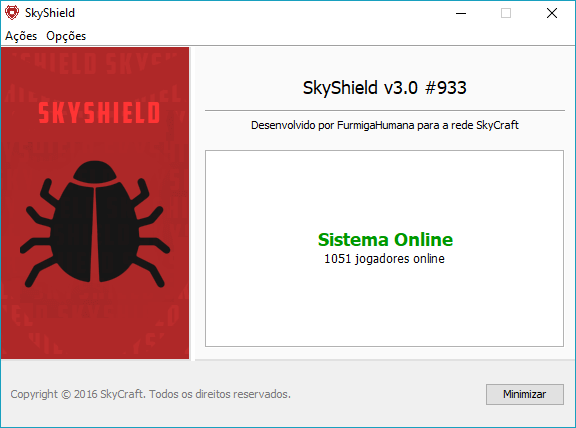 SkyShield
Ações Opções
SKYSHIELD
SkyShield v3.0 #933
Desenvolvido por FurmigaHumana para a rede SkyCraft
Sistema Online
1051 jogadores online
Copyright © 2016 SkyCraft. Todos os direitos reservados.
Minimizar